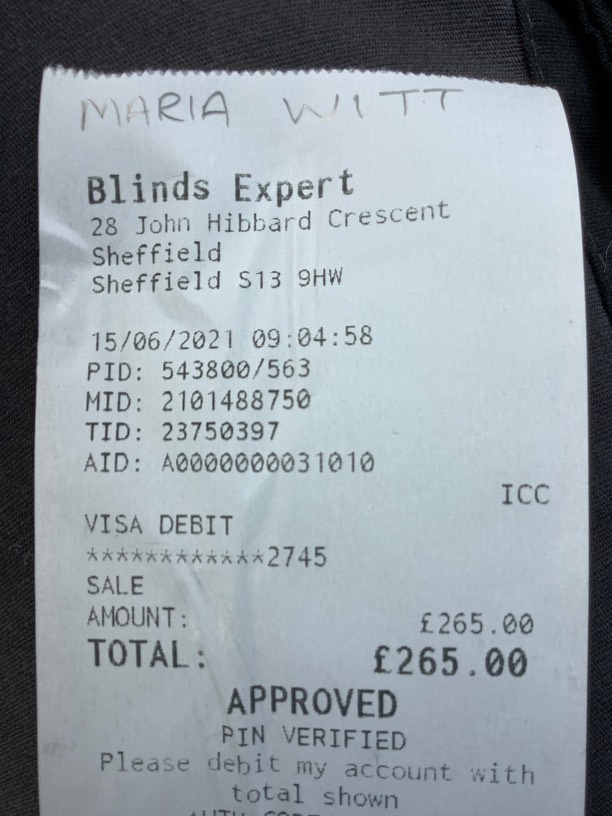 MARIA WITT
Blinds Expert
28 John Hibbard Crescent
Sheffield
Sheffield S13 9HW
15/06/2021 09:04:58
PID: 543800/563
MID: 2101488750
TID: 23750397
AID: A0000000031010
ICC
VISA DEBIT
************2745
SALE
AMOUNT: £265.00
TOTAL: £265.00
APPROVED
PIN VERIFIED
Please debit my account with
total shown